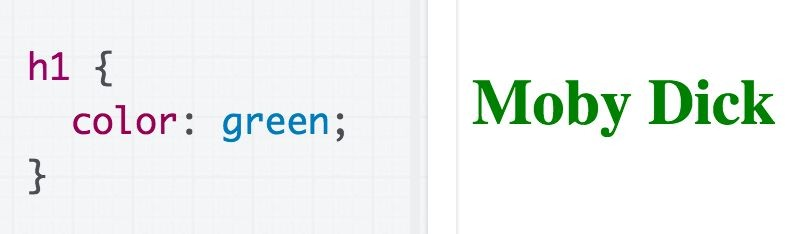 h1 {
  color: green;
}
Moby Dick